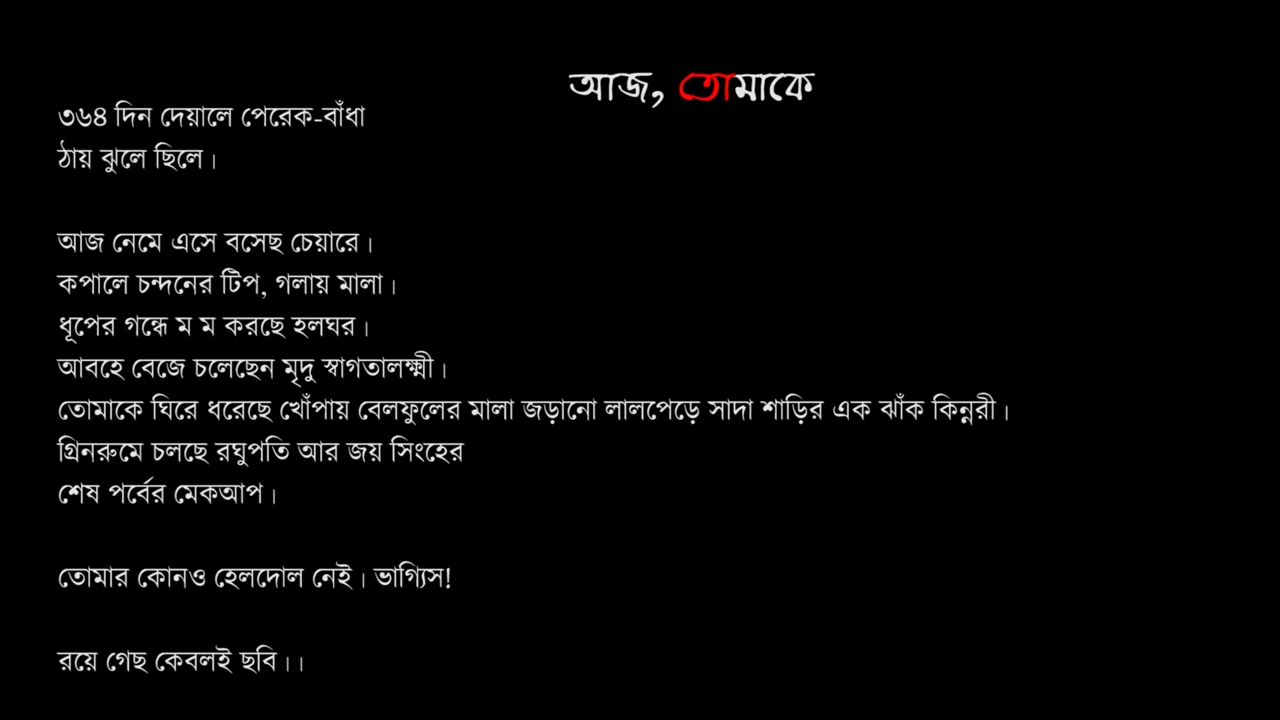 আজ, তোমাকে
৩৬৪ দিন দেয়ালে পেরেক-বাঁধা
ঠায় ঝুলে ছিলে।
আজ নেমে এসে বসেছ চেয়ারে।
কপালে চন্দনের টিপ, গলায় মালা।
ধূপের গন্ধে ম ম করছে হলঘর।
আবহে বেজে চলেছেন মৃদু স্বাগতালক্ষ্মী।
তোমাকে ঘিরে ধরেছে খোঁপায় বেলফুলের মালা জড়ানো লালপেড়ে সাদা শাড়ির এক ঝাঁক কিন্নরী।
গ্রিনরুমে চলছে রঘুপতি আর জয় সিংহের
শেষ পর্বের মেকআপ।
তোমার কোনও হেলদোল নেই। ভাগ্যিস!
রয়ে গেছ কেবলই ছবি।।